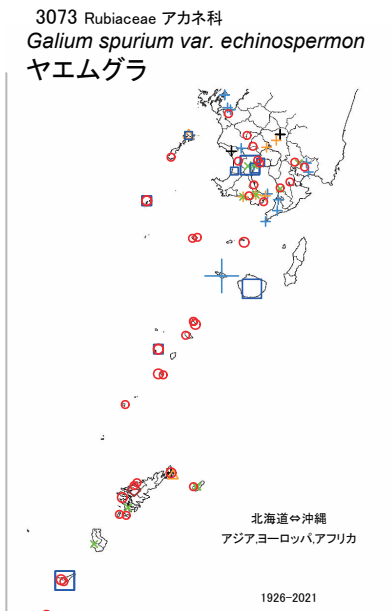 3073 Rubiaceae アカネ科
Galium spurium var. echinospermon
ヤエムグラ
北海道⇔沖縄
アジア,ヨーロッパ,アフリカ
1926-2021